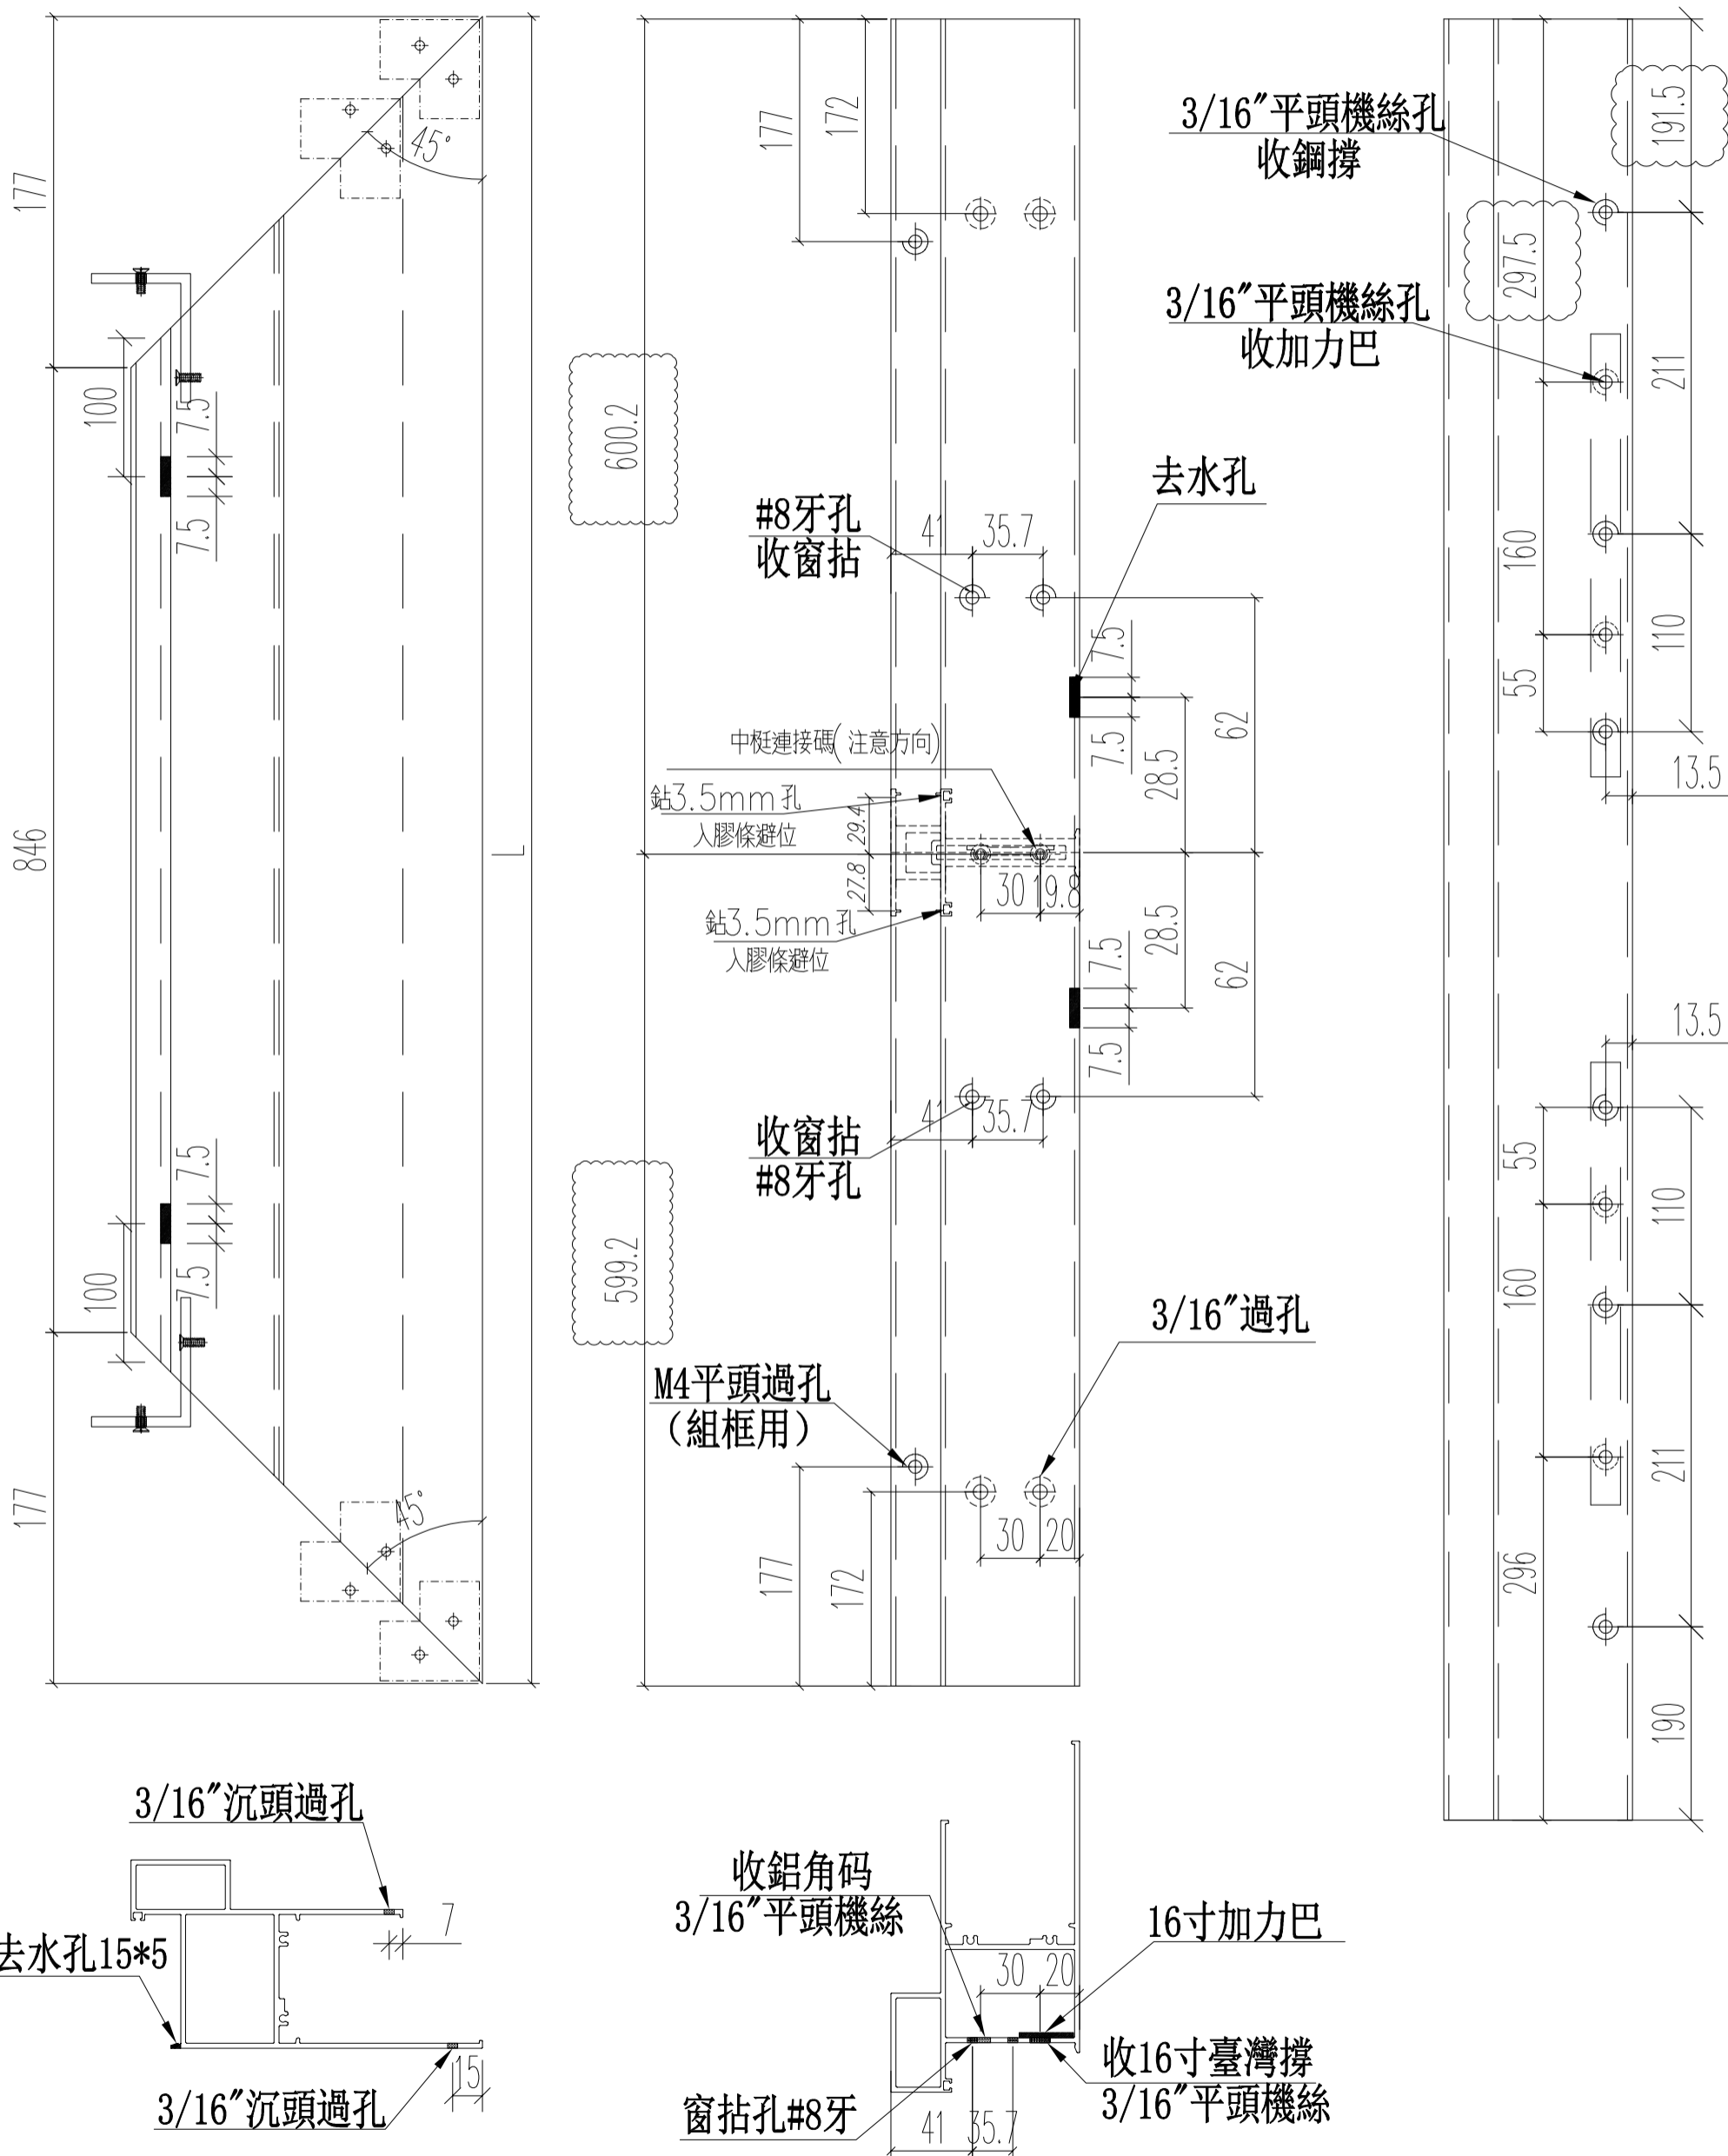 177
846
177
100
7.5
7.5
45°
7.5
7.5
100
45°
L
600.2
599.2
177
172
#8牙孔
收窗拈
41
35.7
去水孔
7.5
7.5
28.5
62
中梃連接碼(注意方向)
鉆3.5mm孔
入膠條避位
29.4
27.8
30
19.8
鉆3.5mm孔
入膠條避位
7.5
28.5
62
7.5
收窗拈
#8牙孔
41
35.7
3/16"過孔
M4平頭過孔
(組框用)
30
20
177
172
3/16"平頭機絲孔
收鋼撐
3/16"平頭機絲孔
收加力巴
191.5
297.5
211
160
110
55
13.5
13.5
55
110
160
211
296
190
3/16"沉頭過孔
7
去水孔15*5
15
3/16"沉頭過孔
收鋁角码
3/16"平頭機絲
16寸加力巴
30
20
收16寸臺灣撐
3/16"平頭機絲
窗拈孔#8牙
41
35.7